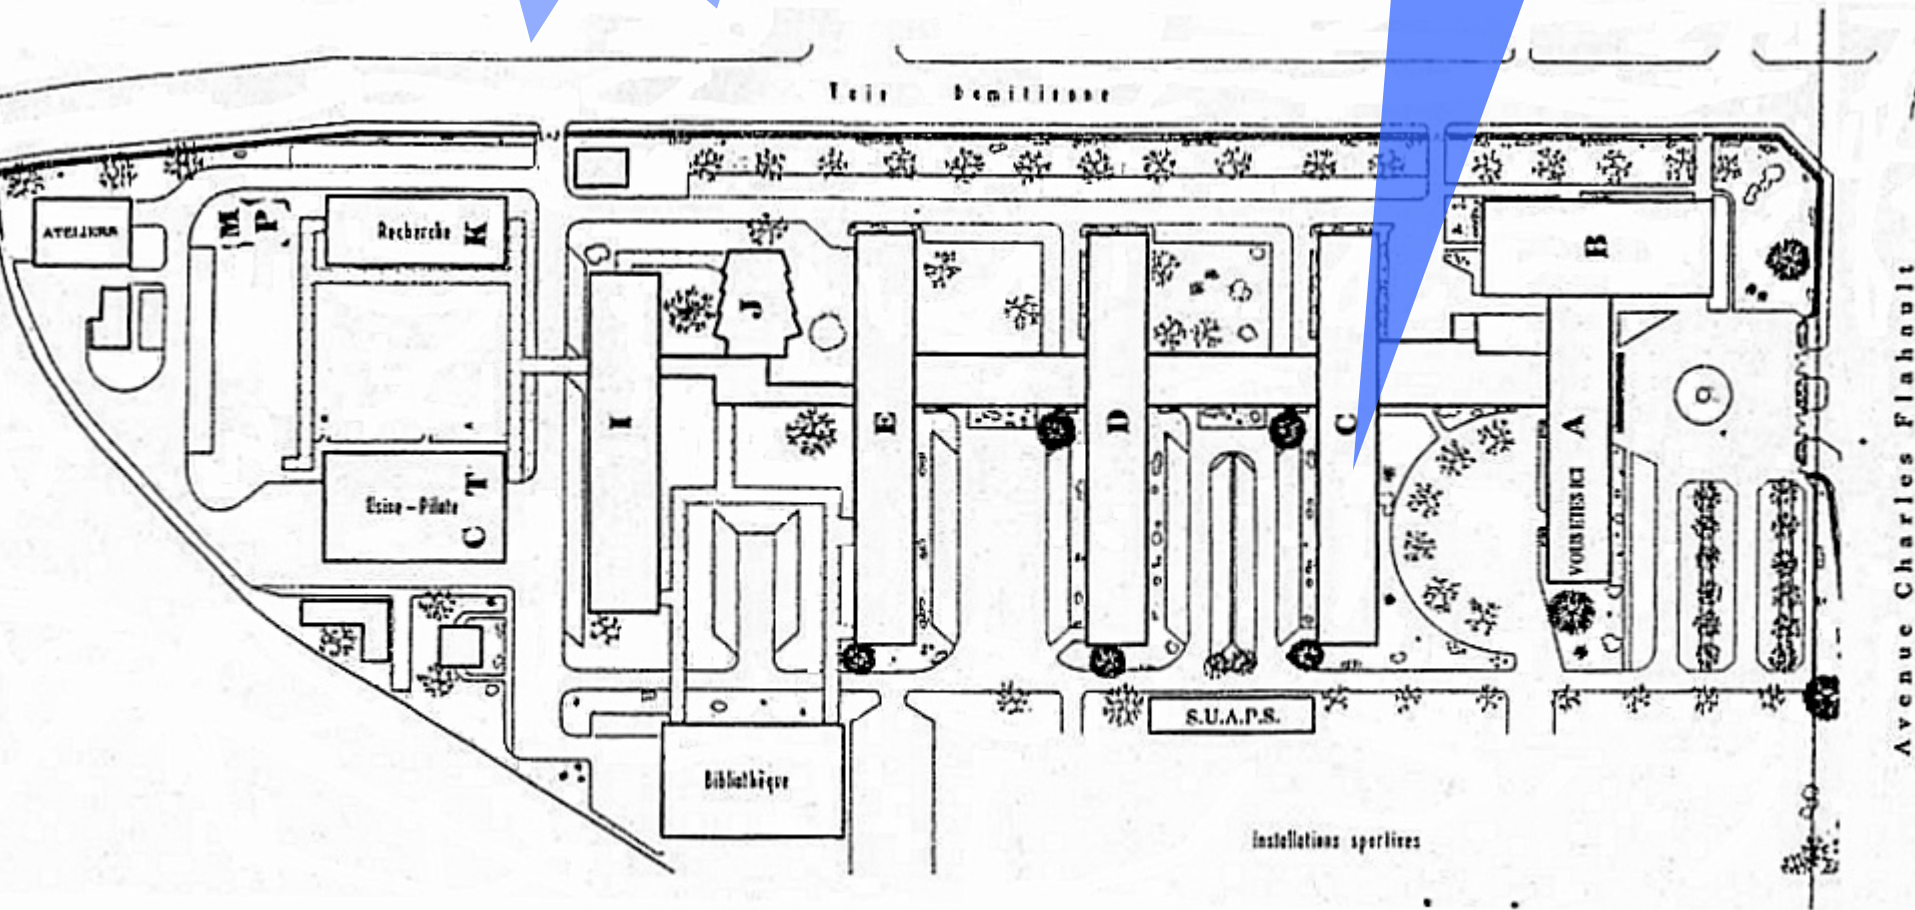 Voie Domitienne
ATELIERS
M
P
Recherche
K
J
B
I
E
D
C
A
Avenue Charles Flahault
Usine - Pilote
C T
VOUS ETES ICI
S.U.A.P.S.
Bibliothèque
Installations sportives